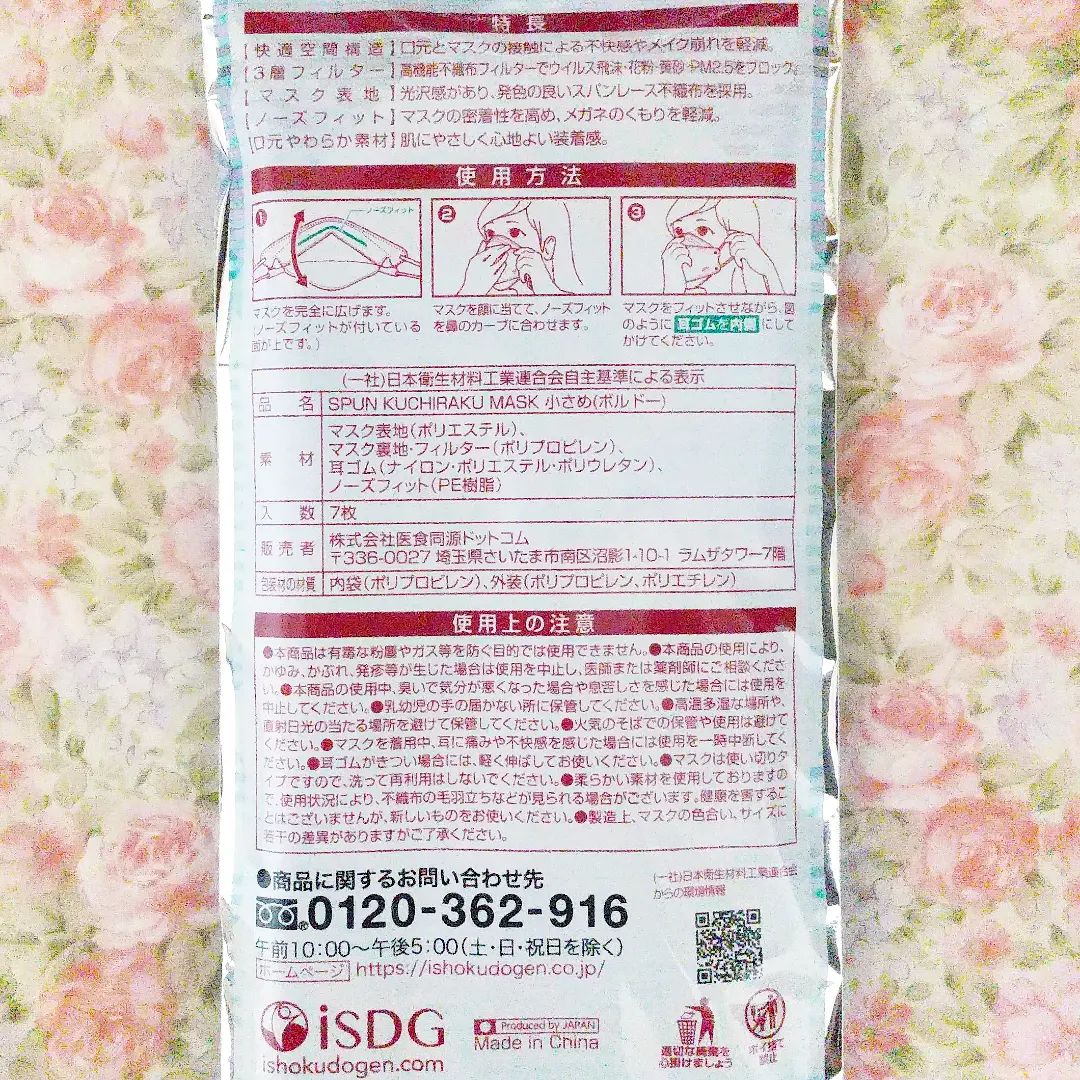 特長
【快適空間構造】口元とマスクの接触による不快感やメイク崩れを軽減。
【3層フィルター】高機能不織布フィルターでウイルス飛沫・花粉・黄砂・PM2.5をブロック。
【マスク表地】光沢感があり、発色の良いスパンレース不織布を採用。
【ノーズフィット】マスクの密着性を高め、メガネのくもりを軽減。
【口元やわらか素材】肌にやさしく心地よい装着感。
使用方法
1 ノーズフィット
2
3
マスクを完全に広げます。
(ノーズフィットが付いている
面が上です。)
マスクを顔に当てて、ノーズフィット
を鼻のカーブに合わせます。
マスクをフィットさせながら、図
のように 耳ゴムを内側 にして
かけてください。
(一社)日本衛生材料工業連合会自主基準による表示
品名 SPUN KUCHIRAKU MASK 小さめ(ボルドー)
素材 マスク表地(ポリエステル)、
マスク裏地・フィルター(ポリプロピレン)、
耳ゴム(ナイロン・ポリエステル・ポリウレタン)、
ノーズフィット(PE樹脂)
入数 7枚
販売者 株式会社医食同源ドットコム
〒336-0027 埼玉県さいたま市南区沼影1-10-1 ラムザタワー7階
包装材の材質 内袋(ポリプロピレン)、外装(ポリプロピレン、ポリエチレン)
使用上の注意
●本商品は有毒な粉塵やガス等を防ぐ目的では使用できません。●本商品の使用により、
かゆみ、かぶれ、発疹等が生じた場合は使用を中止し、医師または薬剤師にご相談くださ
い。●本商品の使用中、臭いで気分が悪くなった場合や息苦しさを感じた場合には使用を
中止してください。●乳幼児の手の届かない所に保管してください。●高温多湿な場所や、
直射日光の当たる場所を避けて保管してください。●火気のそばでの保管や使用は避けて
ください。●マスクを着用中、耳に痛みや不快感を感じた場合には使用を一時中断してく
ださい。●耳ゴムがきつい場合には、軽く伸ばしてお使いください。●マスクは使い切りタ
イプですので、洗って再利用はしないでください。●柔らかい素材を使用しておりますの
で、使用状況により、不織布の毛羽立ちなどが見られる場合がございます。健康を害するこ
とはございませんが、新しいものをお使いください。●製造上、マスクの色合い、サイズに
若干の差異がありますがご了承ください。
●商品に関するお問い合わせ先
0120-362-916
午前10:00～午後5:00(土・日・祝日を除く)
ホームページ https://ishokudogen.co.jp/
(一社)日本衛生材料工業連合会
からの環境情報
iSDG
ishokudogen.com
Produced by JAPAN
Made in China
適切な廃棄を
心掛けましょう
ポイ捨て
禁止